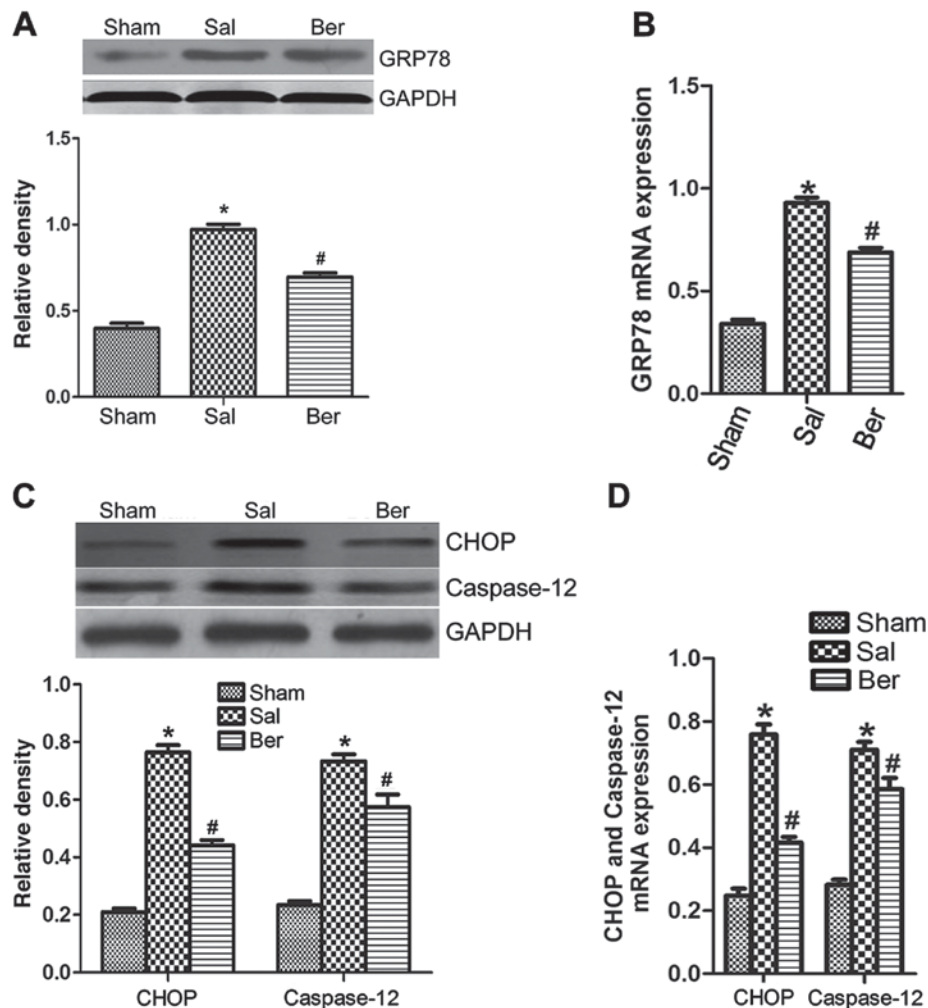 A
Sham Sal Ber
GRP78
GAPDH
Relative density
1.5
1.0
0.5
0.0
*
#
Sham Sal Ber
B
GRP78 mRNA expression
1.5
1.0
0.5
0.0
*
#
Sham Sal Ber
C
Sham Sal Ber
CHOP
Caspase-12
GAPDH
Relative density
1.0
0.8
0.6
0.4
0.2
0.0
Sham
Sal
Ber
* #
* #
CHOP Caspase-12
D
Sham
Sal
Ber
CHOP and Caspase-12
mRNA expression
1.0
0.8
0.6
0.4
0.2
0.0
* #
* #
CHOP Caspase-12